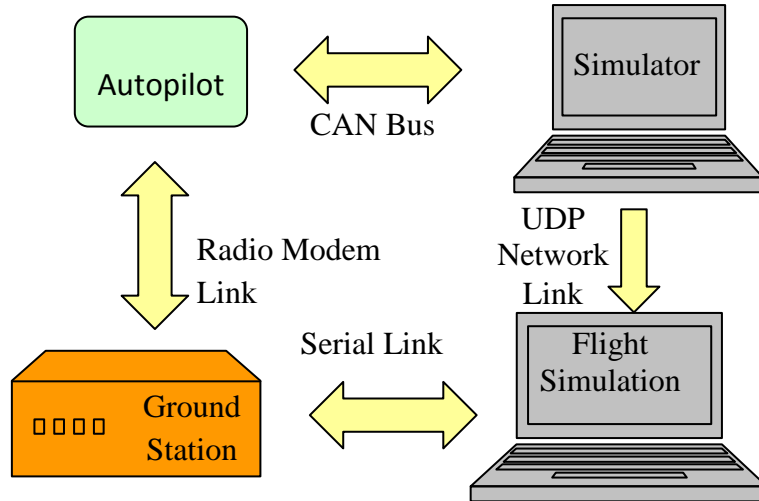 Autopilot
CAN Bus
Simulator
Radio Modem
Link
UDP
Network
Link
Serial Link
Ground
Station
Flight
Simulation